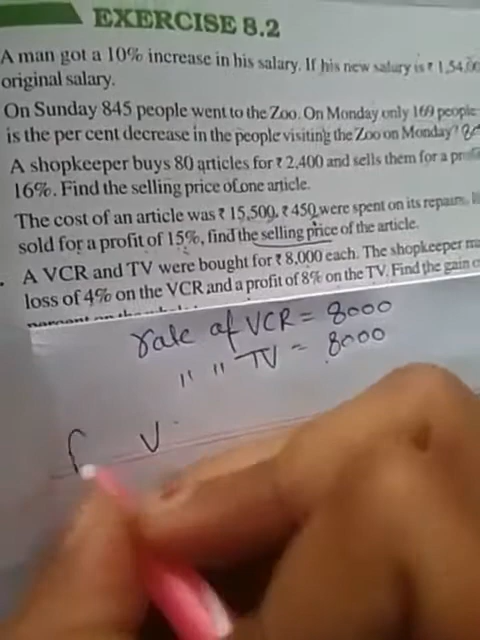 EXERCISE 8.2
A man got a 10% increase in his salary. If his new salary is ₹ 1,54,00
original salary.
On Sunday 845 people went to the Zoo. On Monday only 169 people
is the per cent decrease in the people visiting the Zoo on Monday?
A shopkeeper buys 80 articles for ₹ 2,400 and sells them for a prof
16%. Find the selling price of one article.
The cost of an article was ₹ 15,500. ₹ 450 were spent on its repairs.
sold for a profit of 15%, find the selling price of the article.
A VCR and TV were bought for ₹ 8,000 each. The shopkeeper ma
loss of 4% on the VCR and a profit of 8% on the TV. Find the gain o
rate of VCR = 8000
" " TV = 8000
V